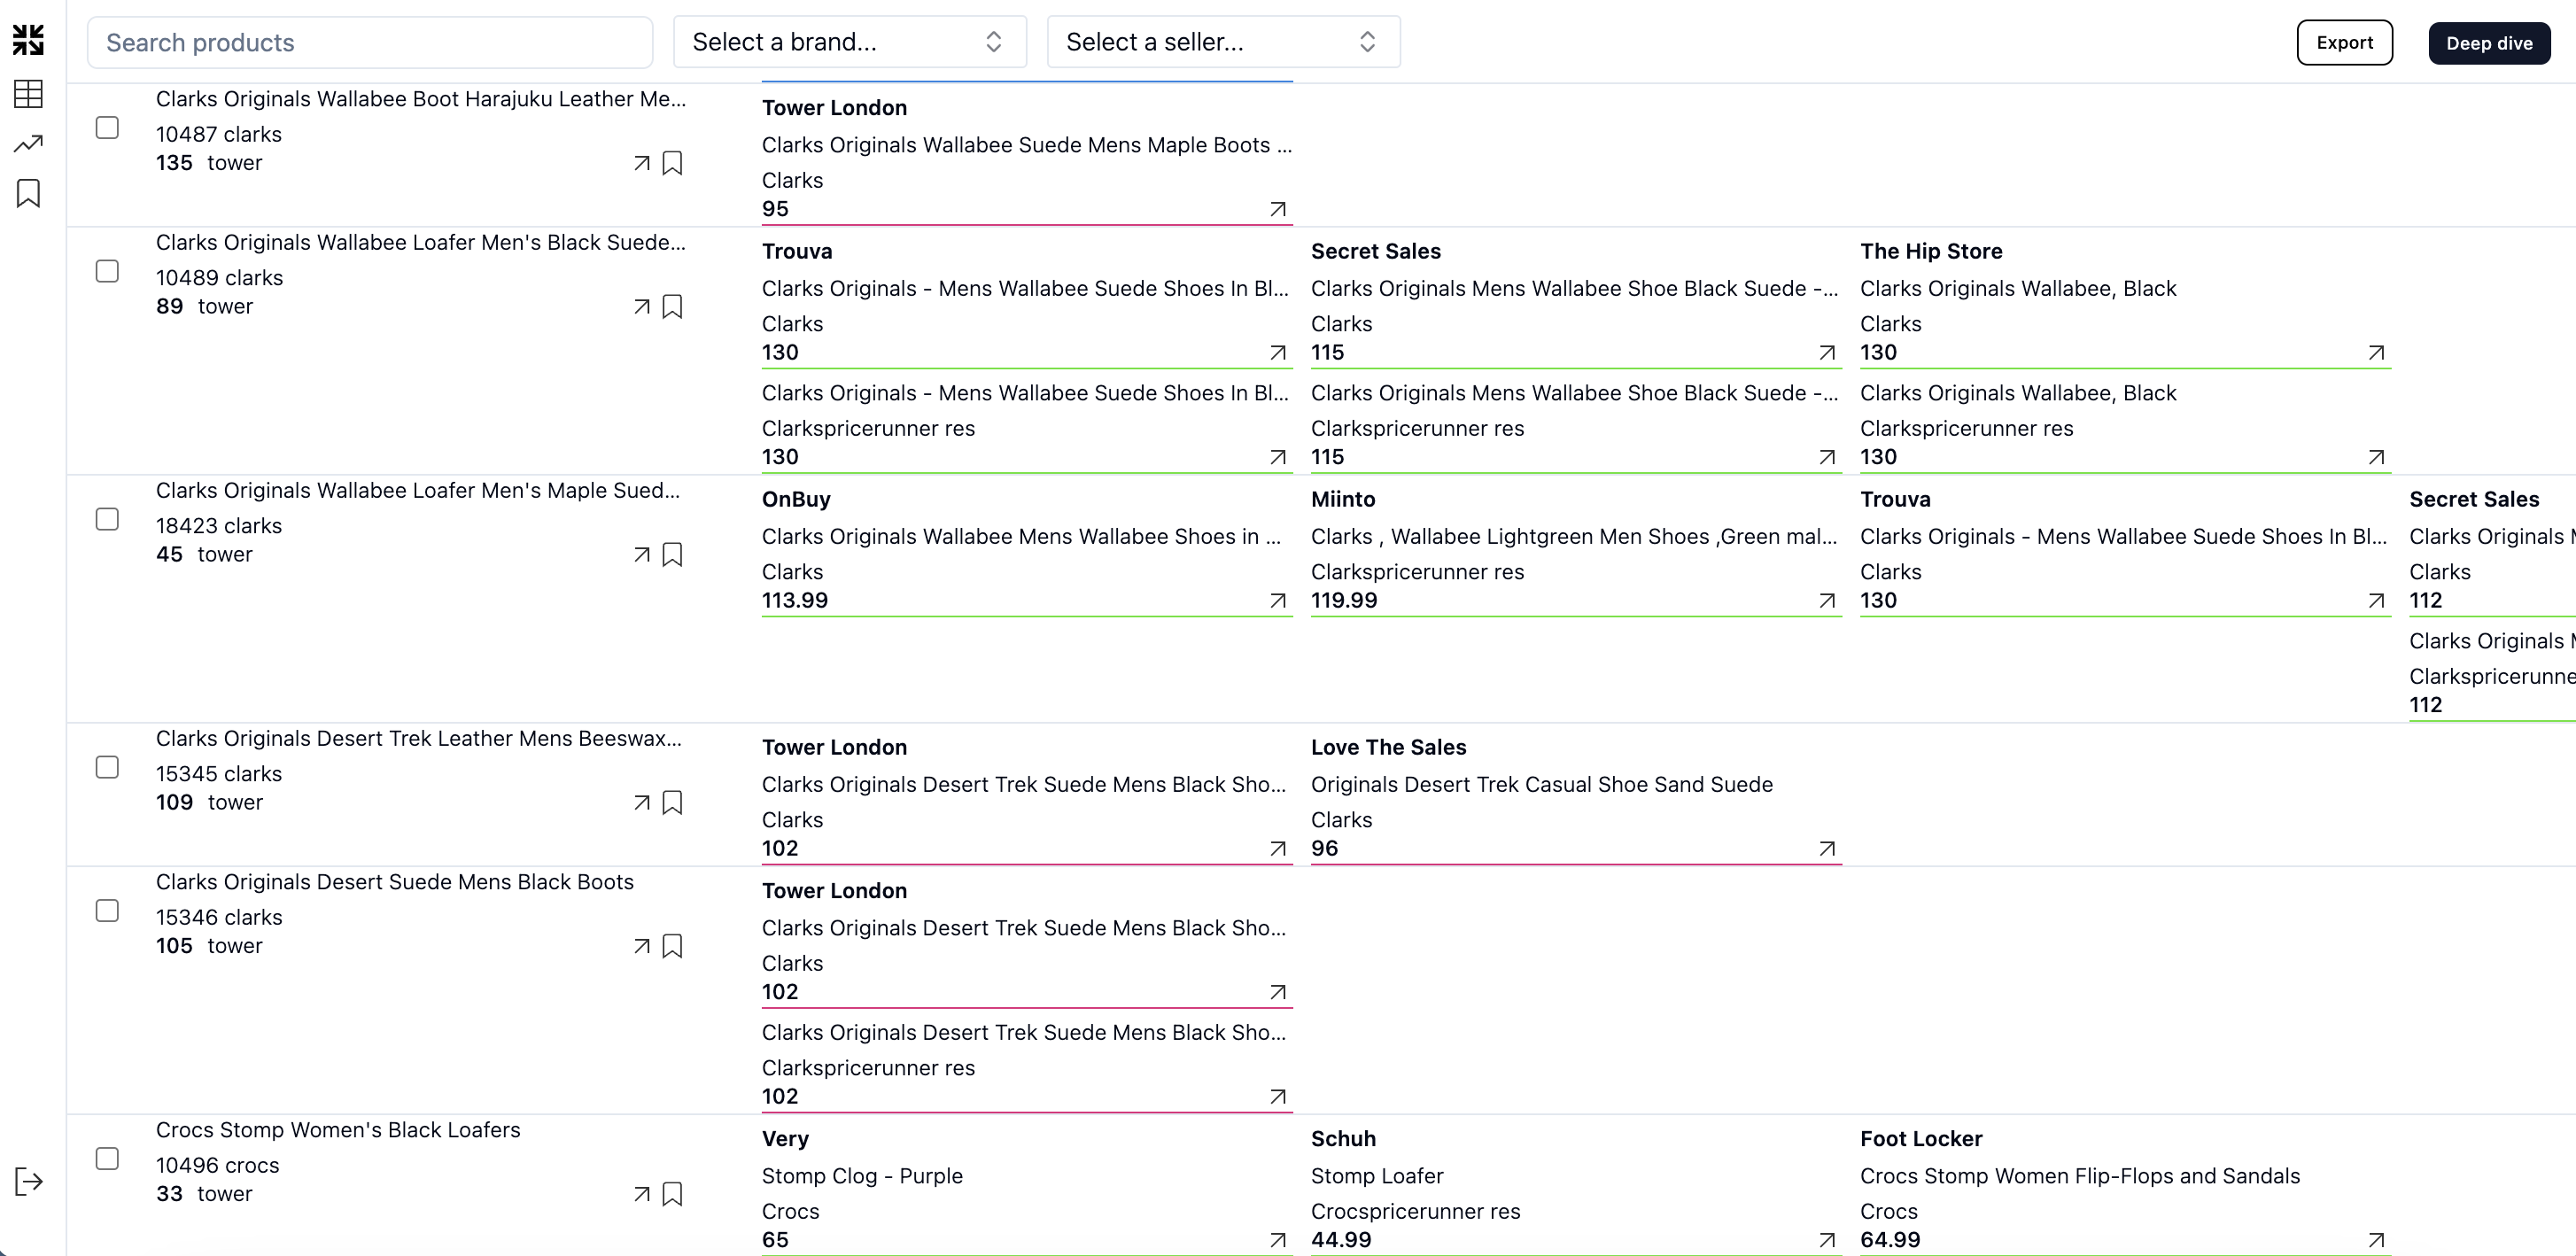 Search products
Select a brand...
Select a seller...
Export
Deep dive
Clarks Originals Wallabee Boot Harajuku Leather Me...
10487 clarks
135 tower
Tower London
Clarks Originals Wallabee Suede Mens Maple Boots ...
Clarks
95
Clarks Originals Wallabee Loafer Men's Black Suede...
10489 clarks
89 tower
Trouva
Clarks Originals - Mens Wallabee Suede Shoes In Bl...
Clarks
130
Clarks Originals - Mens Wallabee Suede Shoes In Bl...
Clarkspricerunner res
130
Secret Sales
Clarks Originals Mens Wallabee Shoe Black Suede -...
Clarks
115
Clarks Originals Mens Wallabee Shoe Black Suede -...
Clarkspricerunner res
115
The Hip Store
Clarks Originals Wallabee, Black
Clarks
130
Clarks Originals Wallabee, Black
Clarkspricerunner res
130
Clarks Originals Wallabee Loafer Men's Maple Sued...
18423 clarks
45 tower
OnBuy
Clarks Originals Wallabee Mens Wallabee Shoes in ...
Clarks
113.99
Miinto
Clarks , Wallabee Lightgreen Men Shoes ,Green mal...
Clarkspricerunner res
119.99
Trouva
Clarks Originals - Mens Wallabee Suede Shoes In Bl...
Clarks
130
Secret Sales
Clarks Originals
Clarks
112
Clarks Originals
Clarkspricerunne
112
Clarks Originals Desert Trek Leather Mens Beeswax...
15345 clarks
109 tower
Tower London
Clarks Originals Desert Trek Suede Mens Black Sho...
Clarks
102
Love The Sales
Originals Desert Trek Casual Shoe Sand Suede
Clarks
96
Clarks Originals Desert Suede Mens Black Boots
15346 clarks
105 tower
Tower London
Clarks Originals Desert Trek Suede Mens Black Sho...
Clarks
102
Clarks Originals Desert Trek Suede Mens Black Sho...
Clarkspricerunner res
102
Crocs Stomp Women's Black Loafers
10496 crocs
33 tower
Very
Stomp Clog - Purple
Crocs
65
Schuh
Stomp Loafer
Crocspricerunner res
44.99
Foot Locker
Crocs Stomp Women Flip-Flops and Sandals
Crocs
64.99